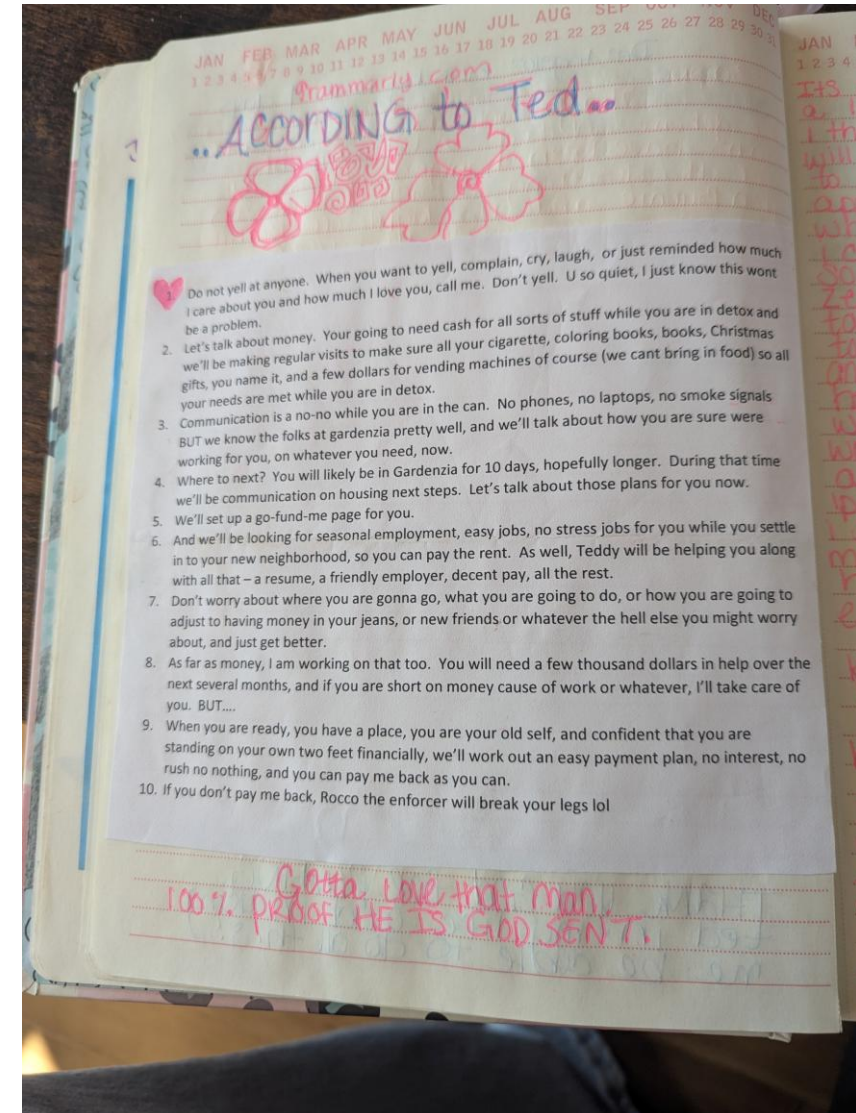 JAN FEB MAR APR MAY JUN JUL AUG SEP OCT NOV DEC
1 2 3 4 5 6 7 8 9 10 11 12 13 14 15 16 17 18 19 20 21 22 23 24 25 26 27 28 29 30 31
grammarly.com
..ACCORDING to Ted...
1. Do not yell at anyone. When you want to yell, complain, cry, laugh, or just reminded how much
I care about you and how much I love you, call me. Don't yell. U so quiet, I just know this wont
be a problem.
2. Let's talk about money. Your going to need cash for all sorts of stuff while you are in detox and
we'll be making regular visits to make sure all your cigarette, coloring books, books, Christmas
gifts, you name it, and a few dollars for vending machines of course (we cant bring in food) so all
your needs are met while you are in detox.
3. Communication is a no-no while you are in the can. No phones, no laptops, no smoke signals
BUT we know the folks at gardenzia pretty well, and we'll talk about how you are sure were
working for you, on whatever you need, now.
4. Where to next? You will likely be in Gardenzia for 10 days, hopefully longer. During that time
we'll be communication on housing next steps. Let's talk about those plans for you now.
5. We'll set up a go-fund-me page for you.
6. And we'll be looking for seasonal employment, easy jobs, no stress jobs for you while you settle
in to your new neighborhood, so you can pay the rent. As well, Teddy will be helping you along
with all that – a resume, a friendly employer, decent pay, all the rest.
7. Don't worry about where you are gonna go, what you are going to do, or how you are going to
adjust to having money in your jeans, or new friends or whatever the hell else you might worry
about, and just get better.
8. As far as money, I am working on that too. You will need a few thousand dollars in help over the
next several months, and if you are short on money cause of work or whatever, I'll take care of
you. BUT....
9. When you are ready, you have a place, you are your old self, and confident that you are
standing on your own two feet financially, we'll work out an easy payment plan, no interest, no
rush no nothing, and you can pay me back as you can.
10. If you don't pay me back, Rocco the enforcer will break your legs lol
Gotta Love that man.
100% PROOF HE IS GOD SENT.
JAN
1 2 3 4
ITS
a
i th
will
to